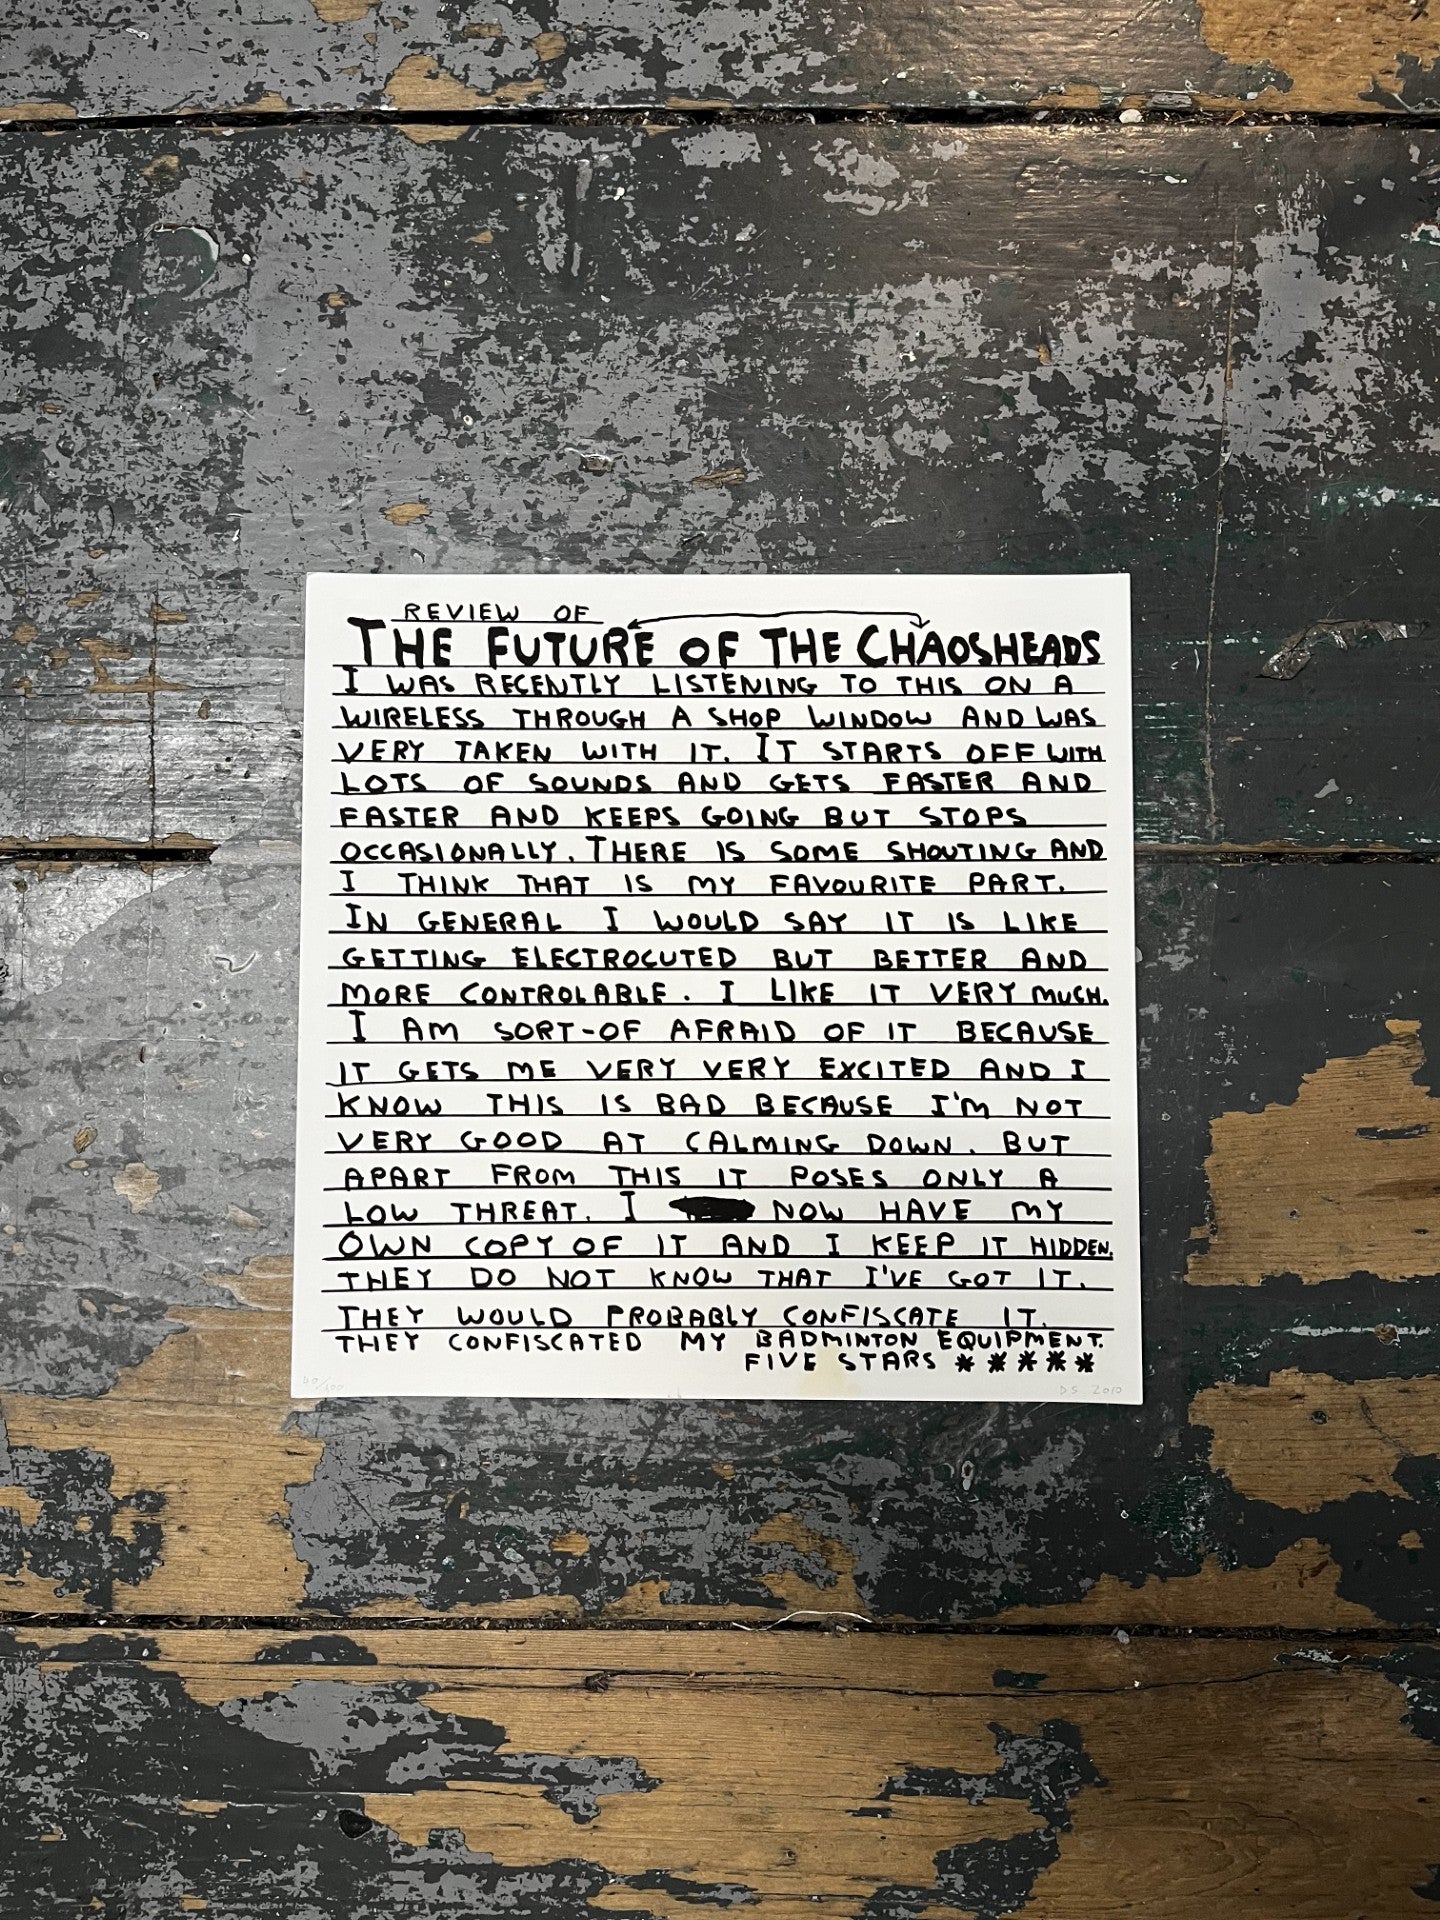 REVIEW OF
THE FUTURE OF THE CHAOSHEADS
I WAS RECENTLY LISTENING TO THIS ON A
WIRELESS THROUGH A SHOP WINDOW AND WAS
VERY TAKEN WITH IT. IT STARTS OFF WITH
LOTS OF SOUNDS AND GETS FASTER AND
FASTER AND KEEPS GOING BUT STOPS
OCCASIONALLY. THERE IS SOME SHOUTING AND
I THINK THAT IS MY FAVOURITE PART.
IN GENERAL I WOULD SAY IT IS LIKE
GETTING ELECTROCUTED BUT BETTER AND
MORE CONTROLABLE. I LIKE IT VERY MUCH.
I AM SORT-OF AFRAID OF IT BECAUSE
IT GETS ME VERY VERY EXCITED AND I
KNOW THIS IS BAD BECAUSE I'M NOT
VERY GOOD AT CALMING DOWN. BUT
APART FROM THIS IT POSES ONLY A
LOW THREAT. I NOW HAVE MY
OWN COPY OF IT AND I KEEP IT HIDDEN.
THEY DO NOT KNOW THAT I'VE GOT IT.
THEY WOULD PROBABLY CONFISCATE IT.
THEY CONFISCATED MY BADMINTON EQUIPMENT.
FIVE STARS *****
40/100 DS 2010